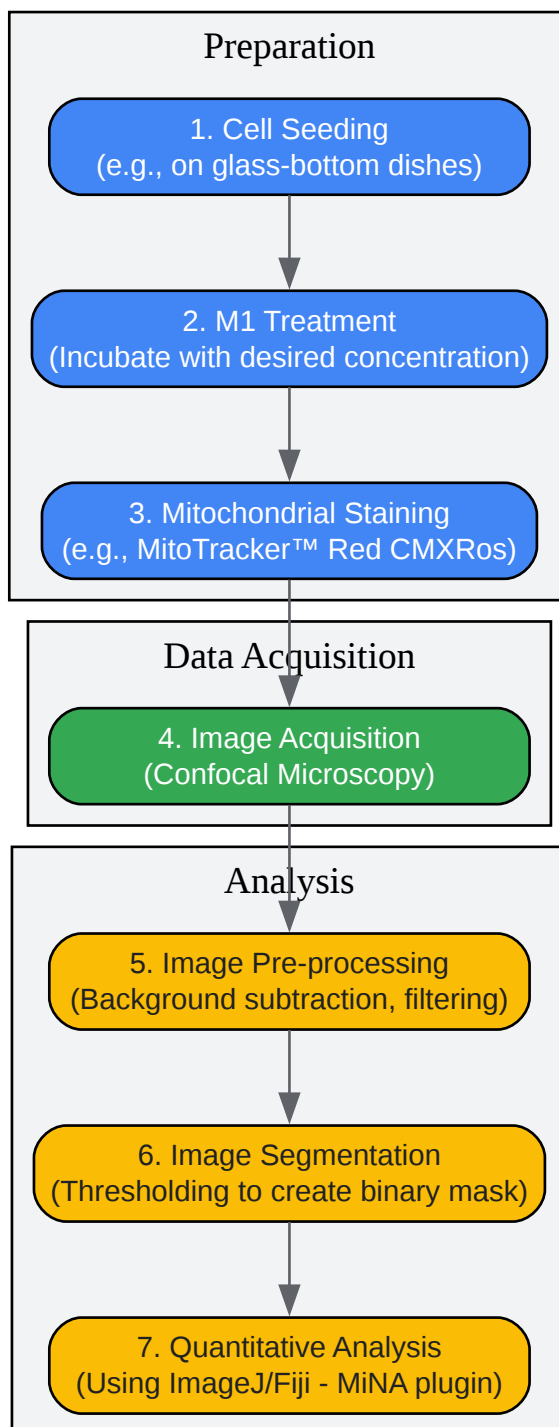 Preparation
1. Cell Seeding
(e.g., on glass-bottom dishes)
2. M1 Treatment
(Incubate with desired concentration)
3. Mitochondrial Staining
(e.g., MitoTracker™ Red CMXRos)
Data Acquisition
4. Image Acquisition
(Confocal Microscopy)
Analysis
5. Image Pre-processing
(Background subtraction, filtering)
6. Image Segmentation
(Thresholding to create binary mask)
7. Quantitative Analysis
(Using ImageJ/Fiji - MiNA plugin)